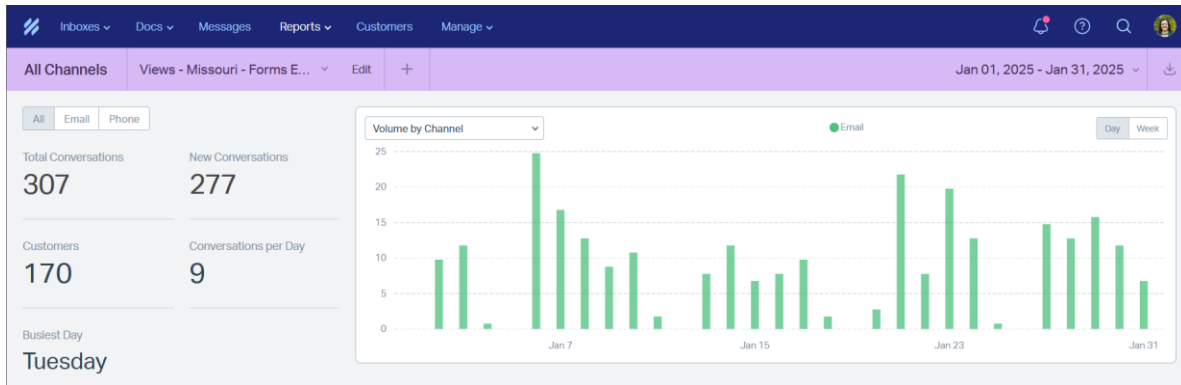 Inboxes Docs Messages Reports Customers Manage
All Channels Views - Missouri - Forms E... Edit + Jan 01, 2025 - Jan 31, 2025
All Email Phone
Total Conversations New Conversations
307 277
Customers Conversations per Day
170 9
Busiest Day
Tuesday
Volume by Channel Email Day Week
25
20
15
10
5
0
Jan 7 Jan 15 Jan 23 Jan 31